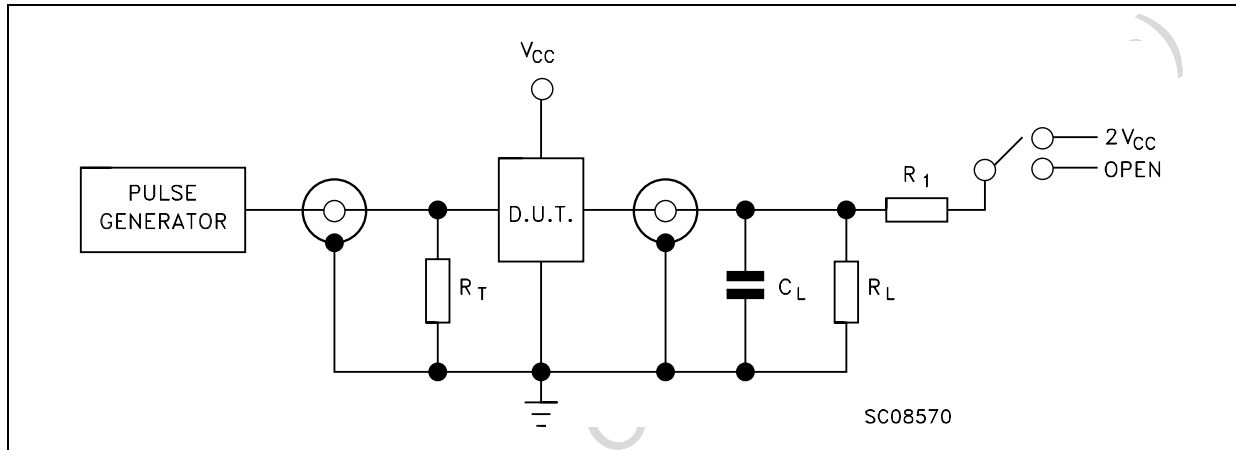 VCC
2VCC
OPEN
PULSE
GENERATOR
D.U.T.
R1
RT
CL
RL
SC08570